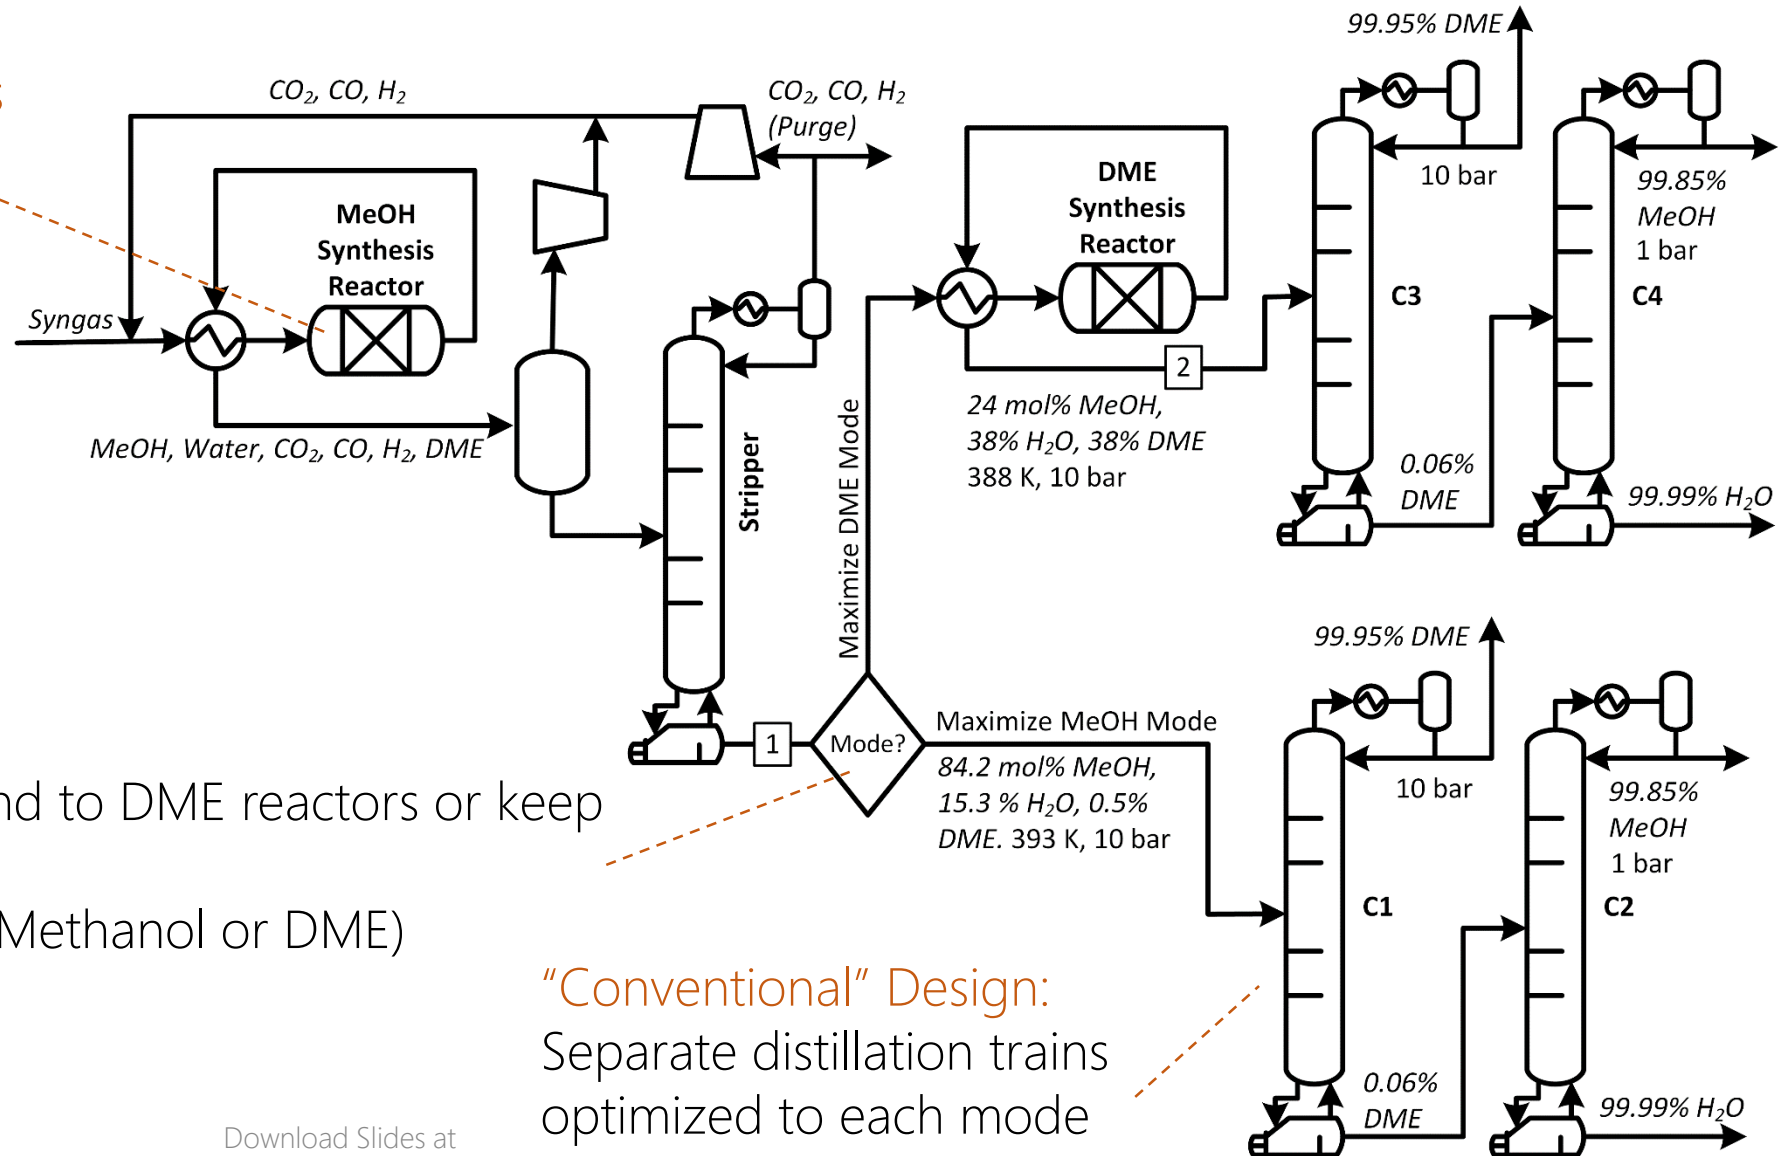 s
CO₂, CO, H₂
CO₂, CO, H₂
(Purge)
MeOH
Synthesis
Reactor
Syngas
MeOH, Water, CO₂, CO, H₂, DME
Stripper
Maximize DME Mode
DME
Synthesis
Reactor
2
24 mol% MeOH,
38% H₂O, 38% DME
388 K, 10 bar
99.95% DME
10 bar
C3
0.06%
DME
99.85%
MeOH
1 bar
C4
99.99% H₂O
1
Mode?
Maximize MeOH Mode
84.2 mol% MeOH,
15.3 % H₂O, 0.5%
DME. 393 K, 10 bar
99.95% DME
10 bar
C1
0.06%
DME
99.85%
MeOH
1 bar
C2
99.99% H₂O
nd to DME reactors or keep
Methanol or DME)
“Conventional” Design:
Separate distillation trains
optimized to each mode
Download Slides at